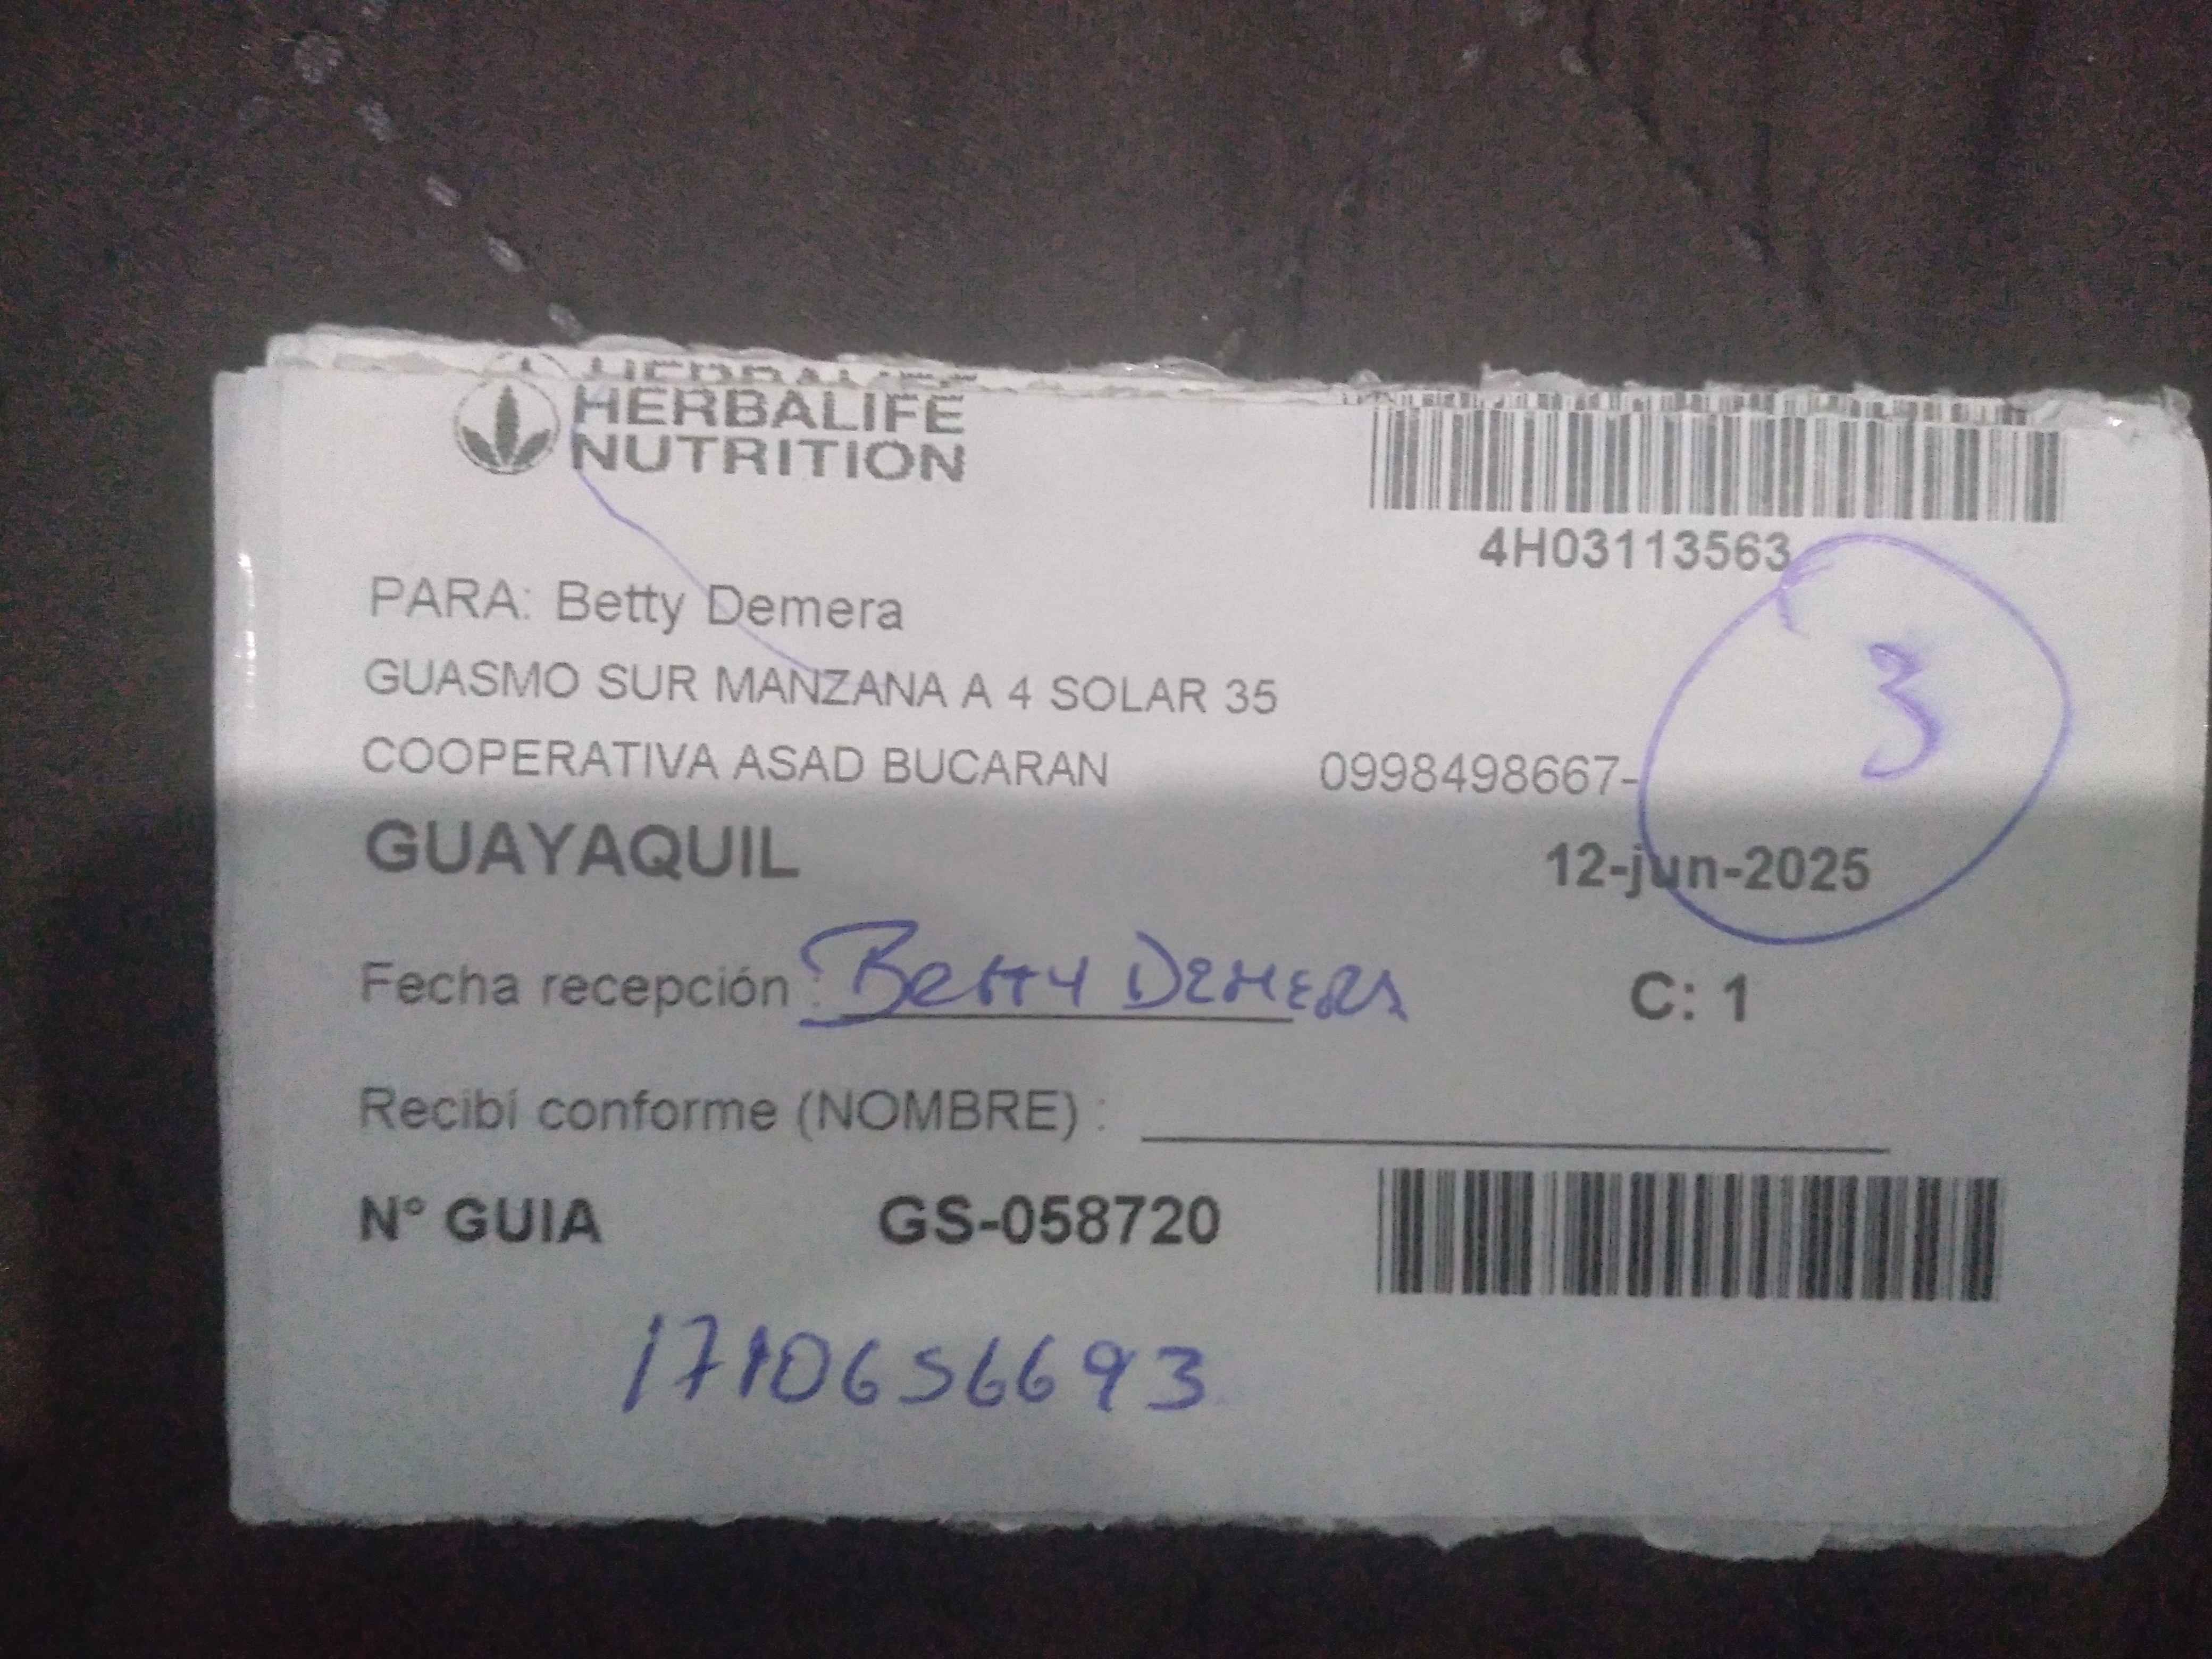 HERBALIFE
NUTRITION
4H03113563
3
PARA: Betty Demera
GUASMO SUR MANZANA A 4 SOLAR 35
COOPERATIVA ASAD BUCARAN 0998498667-
GUAYAQUIL 12-jun-2025
Fecha recepción : Betty Demera C: 1
Recibí conforme (NOMBRE) :
N° GUIA GS-058720
1710656693